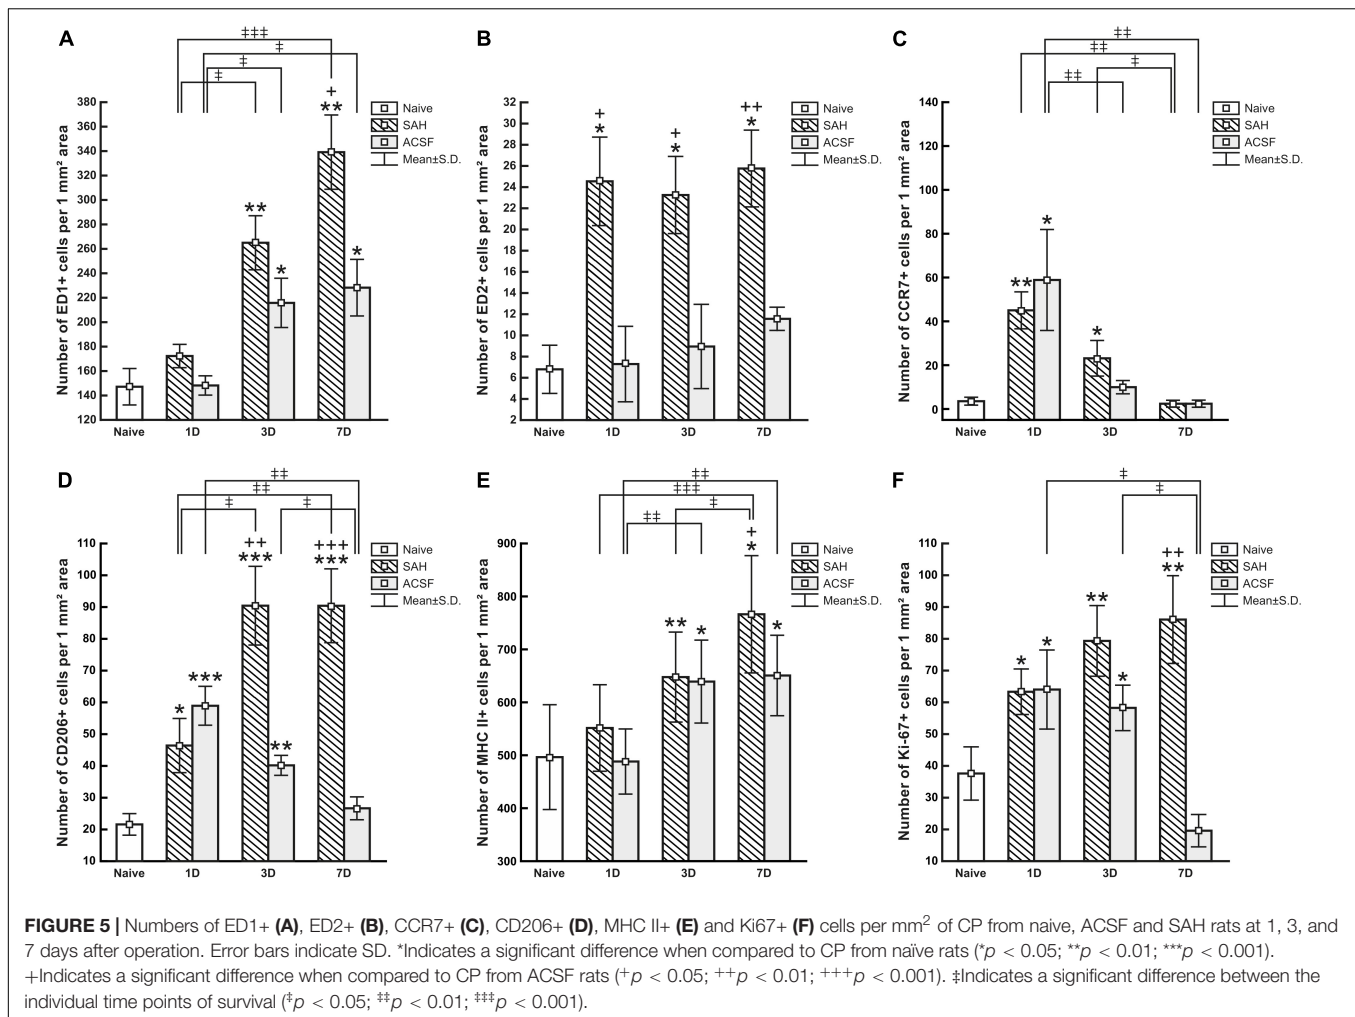 A
‡‡‡
‡
‡
‡
+
**
**
*
*
Number of ED1+ cells per 1 mm² area
380
360
340
320
300
280
260
240
220
200
180
160
140
120
Naive
1D
3D
7D
Naive
SAH
ACSF
Mean±S.D.
B
+
*
+
*
++
*
Number of ED2+ cells per 1 mm² area
32
30
28
26
24
22
20
18
16
14
12
10
8
6
4
2
Naive
1D
3D
7D
Naive
SAH
ACSF
Mean±S.D.
C
‡‡
‡‡
‡
‡‡
**
*
*
Number of CCR7+ cells per 1 mm² area
140
120
100
80
60
40
20
0
Naive
1D
3D
7D
Naive
SAH
ACSF
Mean±S.D.
D
‡‡
‡‡
‡
‡
*
***
++
***
**
+++
***
Number of CD206+ cells per 1 mm² area
110
100
90
80
70
60
50
40
30
20
10
Naive
1D
3D
7D
Naive
SAH
ACSF
Mean±S.D.
E
‡‡
‡‡‡
‡
‡‡
**
*
+
*
*
Number of MHC II+ cells per 1 mm² area
900
800
700
600
500
400
300
Naive
1D
3D
7D
Naive
SAH
ACSF
Mean±S.D.
F
‡
‡
*
*
**
*
++
**
Number of Ki-67+ cells per 1 mm² area
110
100
90
80
70
60
50
40
30
20
10
Naive
1D
3D
7D
Naive
SAH
ACSF
Mean±S.D.
FIGURE 5 | Numbers of ED1+ (A), ED2+ (B), CCR7+ (C), CD206+ (D), MHC II+ (E) and Ki67+ (F) cells per mm² of CP from naive, ACSF and SAH rats at 1, 3, and
7 days after operation. Error bars indicate SD. *Indicates a significant difference when compared to CP from naïve rats (*p < 0.05; **p < 0.01; ***p < 0.001).
+Indicates a significant difference when compared to CP from ACSF rats (+p < 0.05; ++p < 0.01; +++p < 0.001). ‡Indicates a significant difference between the
individual time points of survival (‡p < 0.05; ‡‡p < 0.01; ‡‡‡p < 0.001).